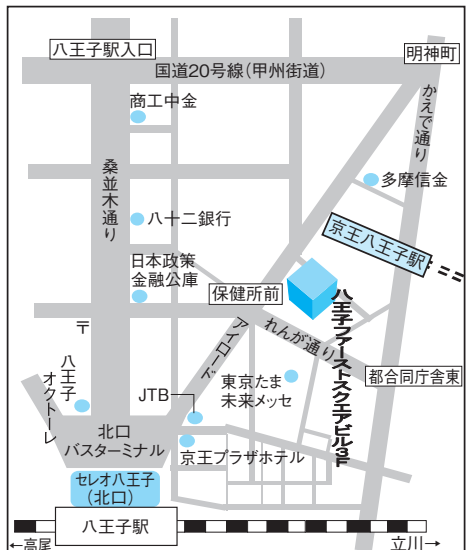 八王子駅入口
明神町
国道20号線(甲州街道)
商工中金
かえで通り
桑並木通り
多摩信金
八十二銀行
京王八王子駅
日本政策
金融公庫
保健所前
八王子ファーストスクエアビル3F
れんが通り
アイロード
〒
八王子
オクトーレ
都合同庁舎東
東京たま
未来メッセ
JTB
北口
バスターミナル
京王プラザホテル
セレオ八王子
(北口)
八王子駅
←高尾
立川→